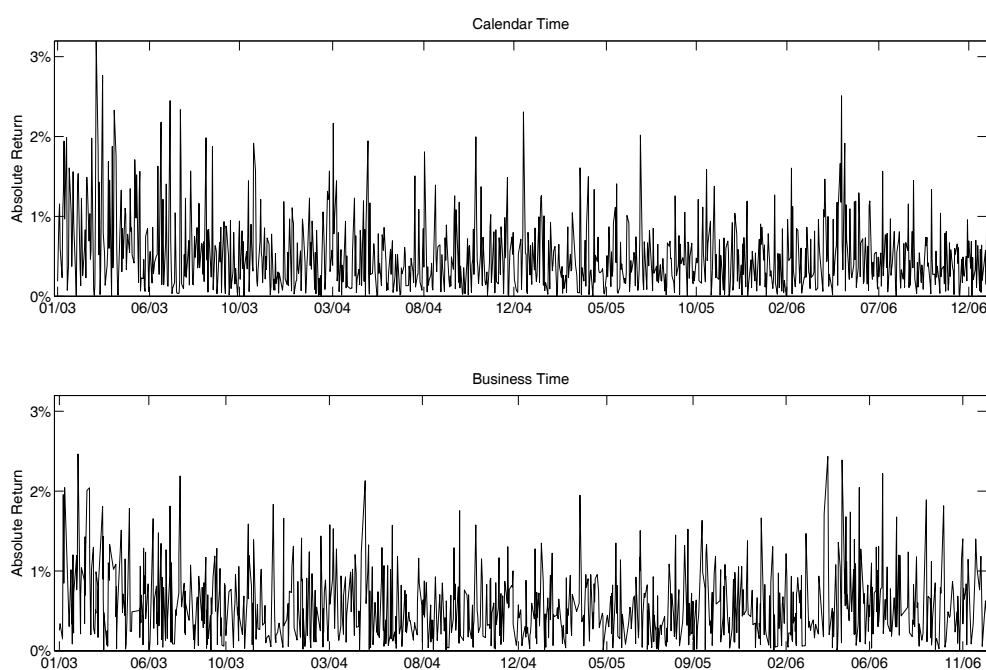 Calendar Time
3%
2%
1%
0%
Absolute Return
01/03 06/03 10/03 03/04 08/04 12/04 05/05 10/05 02/06 07/06 12/06
Business Time
3%
2%
1%
0%
Absolute Return
01/03 06/03 10/03 03/04 08/04 12/04 05/05 09/05 02/06 06/06 11/06